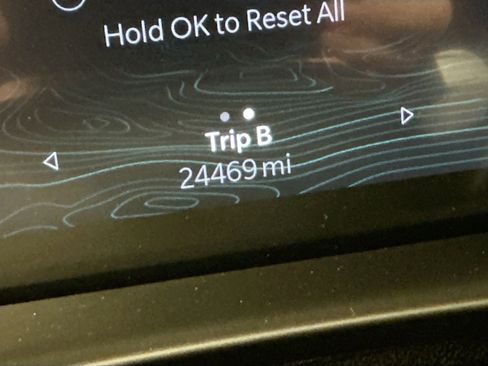 Hold OK to Reset All
Trip B
24469 mi